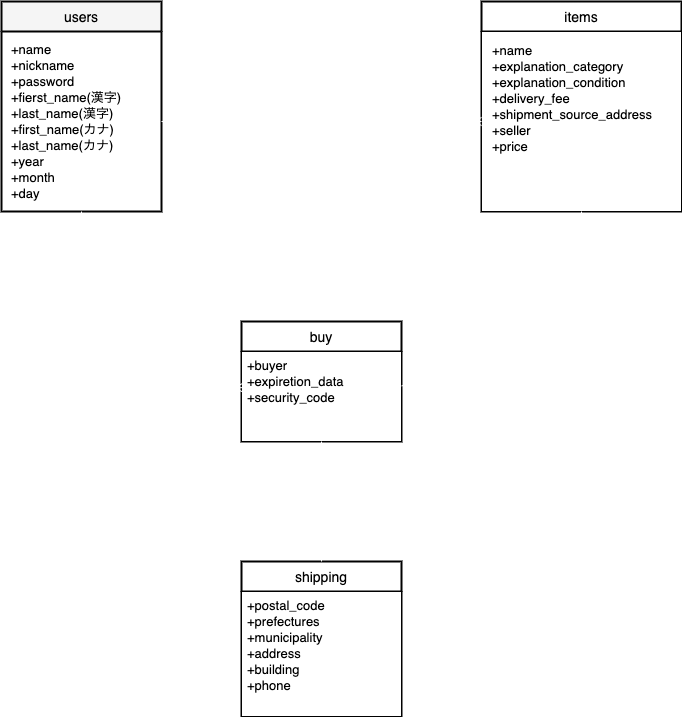 users
+name
+nickname
+password
+fierst_name(漢字)
+last_name(漢字)
+first_name(カナ)
+last_name(カナ)
+year
+month
+day
items
+name
+explanation_category
+explanation_condition
+delivery_fee
+shipment_source_address
+seller
+price
buy
+buyer
+expiretion_data
+security_code
shipping
+postal_code
+prefectures
+municipality
+address
+building
+phone